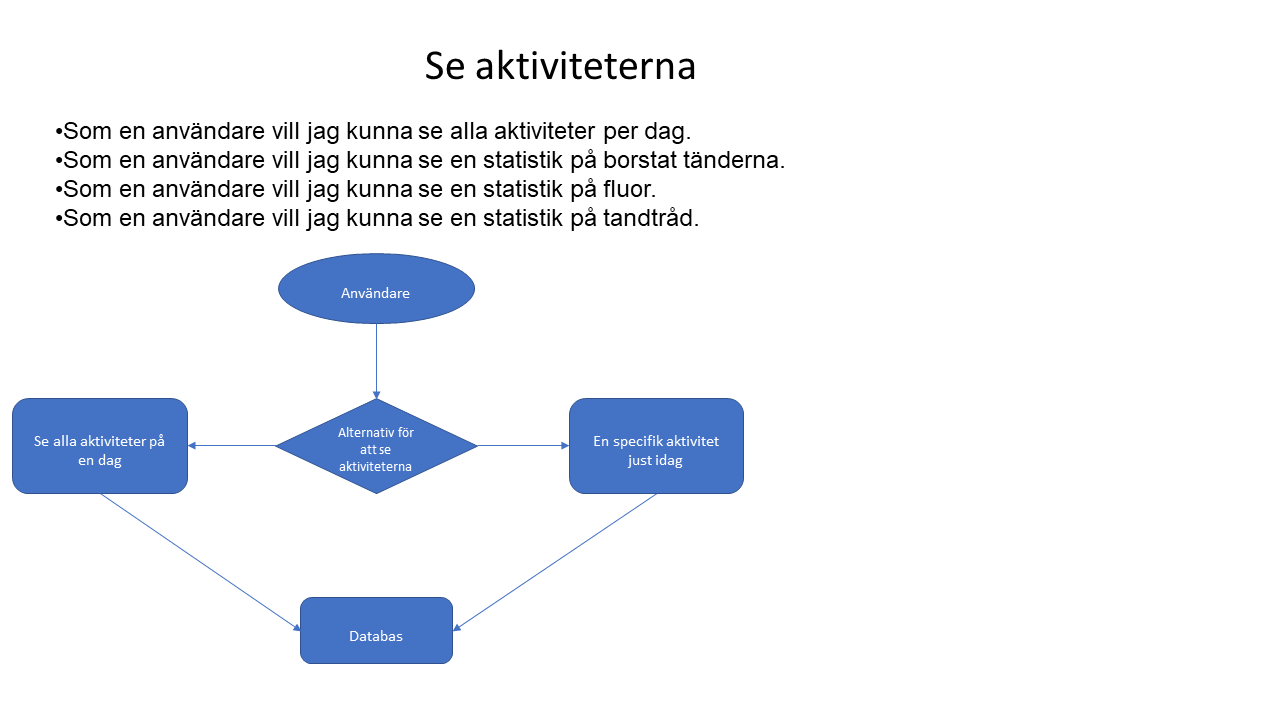 Se aktiviteterna
•Som en användare vill jag kunna se alla aktiviteter per dag.
•Som en användare vill jag kunna se en statistik på borstat tänderna.
•Som en användare vill jag kunna se en statistik på fluor.
•Som en användare vill jag kunna se en statistik på tandtråd.
Användare
Se alla aktiviteter på
en dag
Alternativ för
att se
aktiviteterna
En specifik aktivitet
just idag
Databas